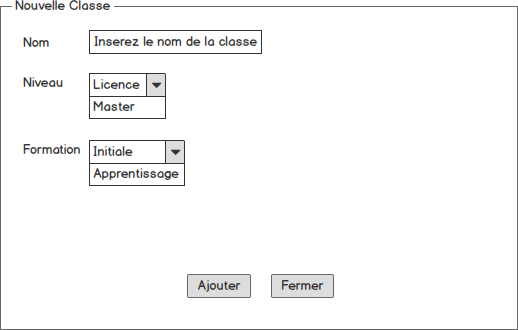 Nouvelle Classe
Nom Inserez le nom de la classe
Niveau Licence
Master
Formation Initiale
Apprentissage
Ajouter Fermer